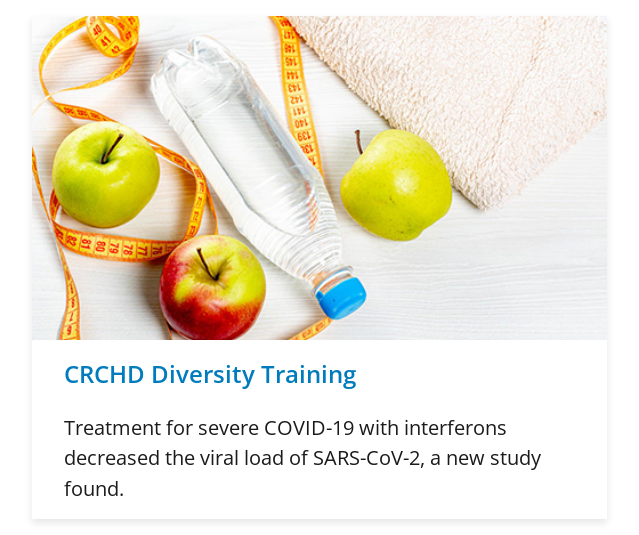 CRCHD Diversity Training
Treatment for severe COVID-19 with interferons
decreased the viral load of SARS-CoV-2, a new study
found.